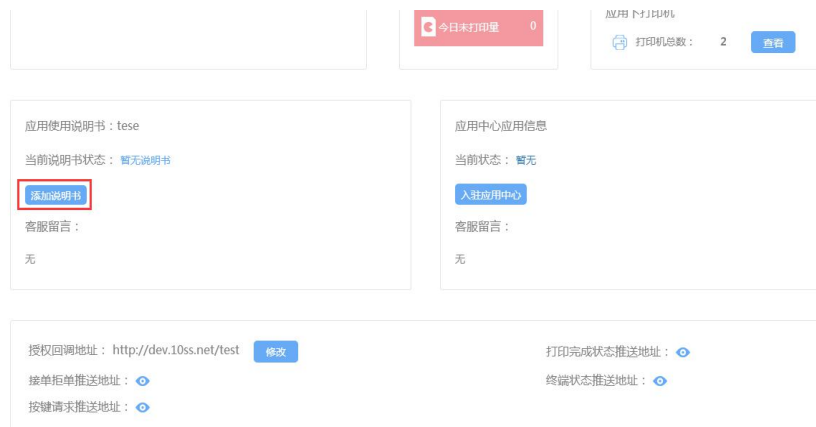 应用下打印机
今日未打印量 0
打印机总数： 2 查看
应用使用说明书：tese
当前说明书状态： 暂无说明书
添加说明书
客服留言：
无
应用中心应用信息
当前状态： 暂无
入驻应用中心
客服留言：
无
授权回调地址： http://dev.10ss.net/test 修改
打印完成状态推送地址：
接单拒单推送地址：
终端状态推送地址：
按键请求推送地址：